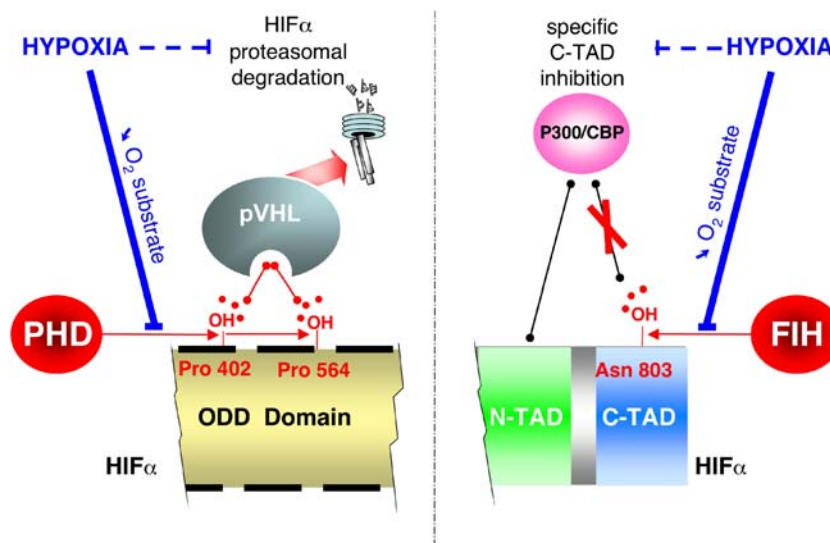 HYPOXIA
HIFα
proteasomal
degradation
↘ O2 substrate
pVHL
PHD
OH
OH
Pro 402
Pro 564
ODD Domain
HIFα
specific
C-TAD
inhibition
HYPOXIA
P300/CBP
↘ O2 substrate
OH
FIH
Asn 803
N-TAD
C-TAD
HIFα